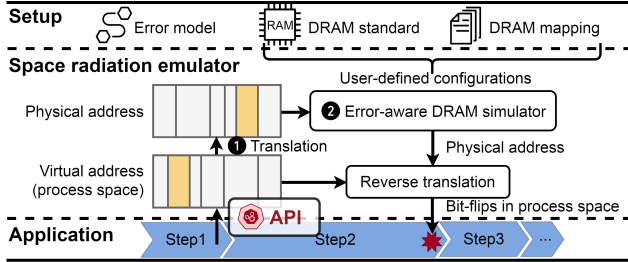 Setup
Error model
RAM
DRAM standard
DRAM mapping
Space radiation emulator
User-defined configurations
Physical address
2 Error-aware DRAM simulator
1 Translation
Physical address
Virtual address
(process space)
Reverse translation
API
Bit-flips in process space
Application
Step1
Step2
Step3
...